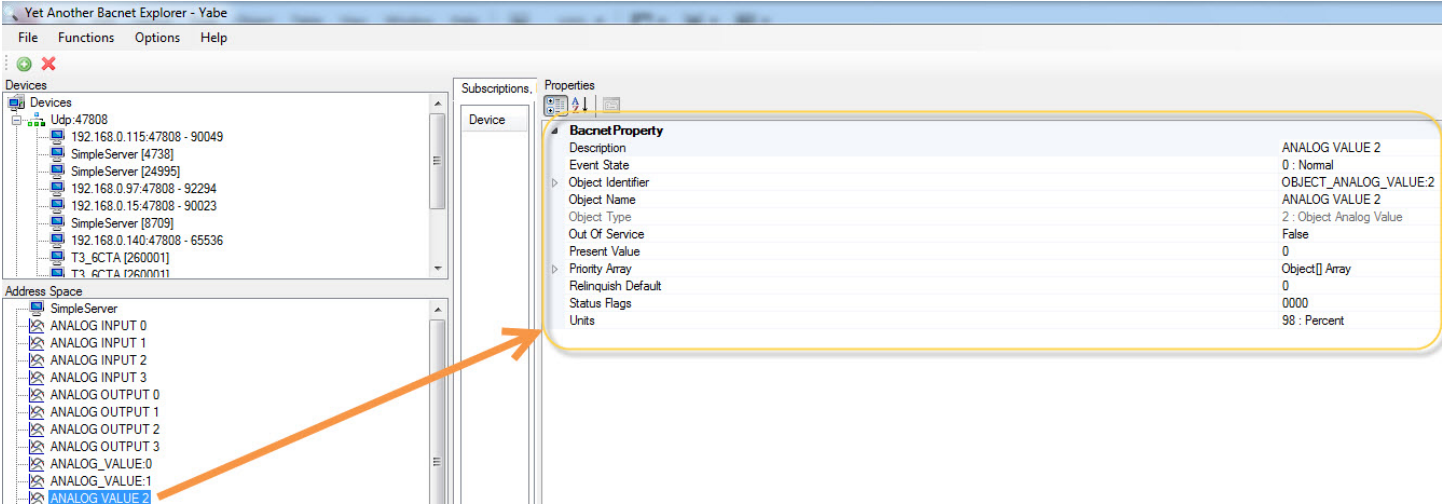 Yet Another Bacnet Explorer - Yabe
File Functions Options Help
Devices
Devices
Udp:47808
192.168.0.115:47808 - 90049
SimpleServer [4738]
SimpleServer [24995]
192.168.0.97:47808 - 92294
192.168.0.15:47808 - 90023
SimpleServer [8709]
192.168.0.140:47808 - 65536
T3_6CTA [260001]
T3_6CTA [260001]
Address Space
SimpleServer
ANALOG INPUT 0
ANALOG INPUT 1
ANALOG INPUT 2
ANALOG INPUT 3
ANALOG OUTPUT 0
ANALOG OUTPUT 1
ANALOG OUTPUT 2
ANALOG OUTPUT 3
ANALOG_VALUE:0
ANALOG_VALUE:1
ANALOG VALUE 2
Subscriptions,
Device
Properties
BacnetProperty
Description ANALOG VALUE 2
Event State 0 : Normal
Object Identifier OBJECT_ANALOG_VALUE:2
Object Name ANALOG VALUE 2
Object Type 2 : Object Analog Value
Out Of Service False
Present Value 0
Priority Array Object[] Array
Relinquish Default 0
Status Flags 0000
Units 98 : Percent